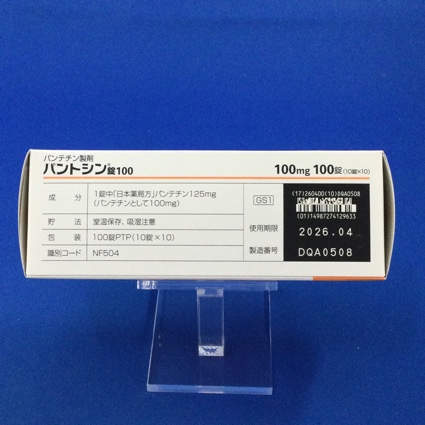 パンテチン製剤
パントシン®錠100
100mg 100錠(10錠×10)
成 分 1錠中「日本薬局方」パンテチン125mg
(パンテチンとして100mg)
貯 法 室温保存、吸湿注意
包 装 100錠PTP(10錠×10)
識別コード NF504
GS1
使用期限
製造番号
(17)260400(10)DQA0508
(01)14987274129653
2026.04
DQA0508